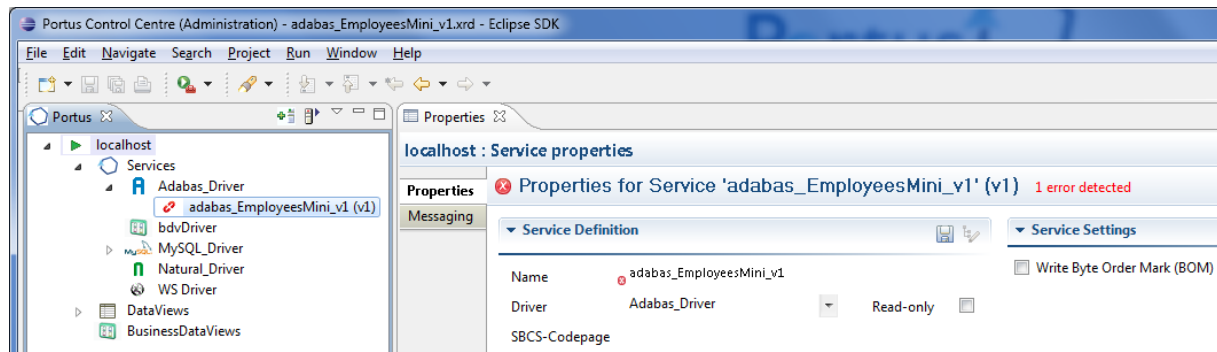 Portus Control Centre (Administration) - adabas_EmployeesMini_v1.xrd - Eclipse SDK
File Edit Navigate Search Project Run Window Help
Portus
Properties
localhost
Services
Adabas_Driver
adabas_EmployeesMini_v1 (v1)
bdvDriver
MySQL_Driver
Natural_Driver
WS Driver
DataViews
BusinessDataViews
localhost : Service properties
Properties
Messaging
Properties for Service 'adabas_EmployeesMini_v1' (v1) 1 error detected
Service Definition
Name adabas_EmployeesMini_v1
Driver Adabas_Driver Read-only
SBCS-Codepage
Service Settings
Write Byte Order Mark (BOM)